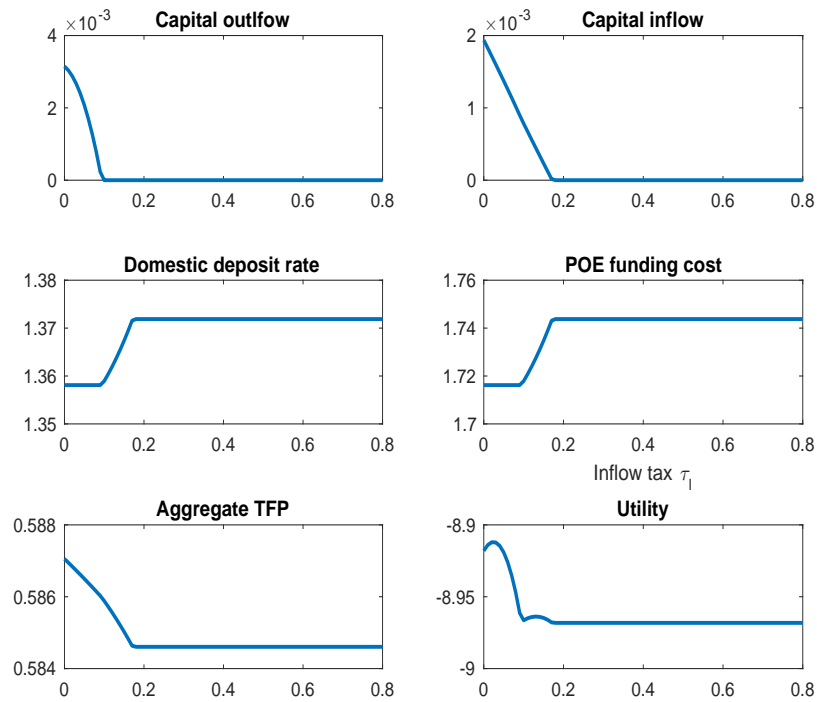 Capital outlfow
×10⁻³
4
2
0
0 0.2 0.4 0.6 0.8
Capital inflow
×10⁻³
2
1
0
0 0.2 0.4 0.6 0.8
Domestic deposit rate
1.38
1.37
1.36
1.35
0 0.2 0.4 0.6 0.8
POE funding cost
1.76
1.74
1.72
1.7
0 0.2 0.4 0.6 0.8
Inflow tax τ_l
Aggregate TFP
0.588
0.586
0.584
0 0.2 0.4 0.6 0.8
Utility
-8.9
-8.95
-9
0 0.2 0.4 0.6 0.8